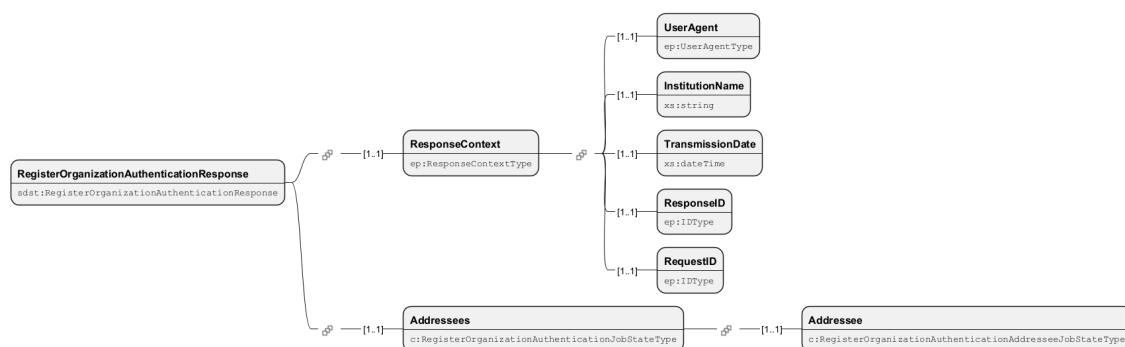 UserAgent
[1..1]
ep:UserAgentType
InstitutionName
[1..1]
xs:string
ResponseContext
[1..1]
ep:ResponseContextType
TransmissionDate
[1..1]
xs:dateTime
RegisterOrganizationAuthenticationResponse
sdst:RegisterOrganizationAuthenticationResponse
ResponseID
[1..1]
ep:IDType
RequestID
[1..1]
ep:IDType
Addressees
[1..1]
c:RegisterOrganizationAuthenticationJobStateType
Addressee
[1..1]
c:RegisterOrganizationAuthenticationAddresseeJobStateType